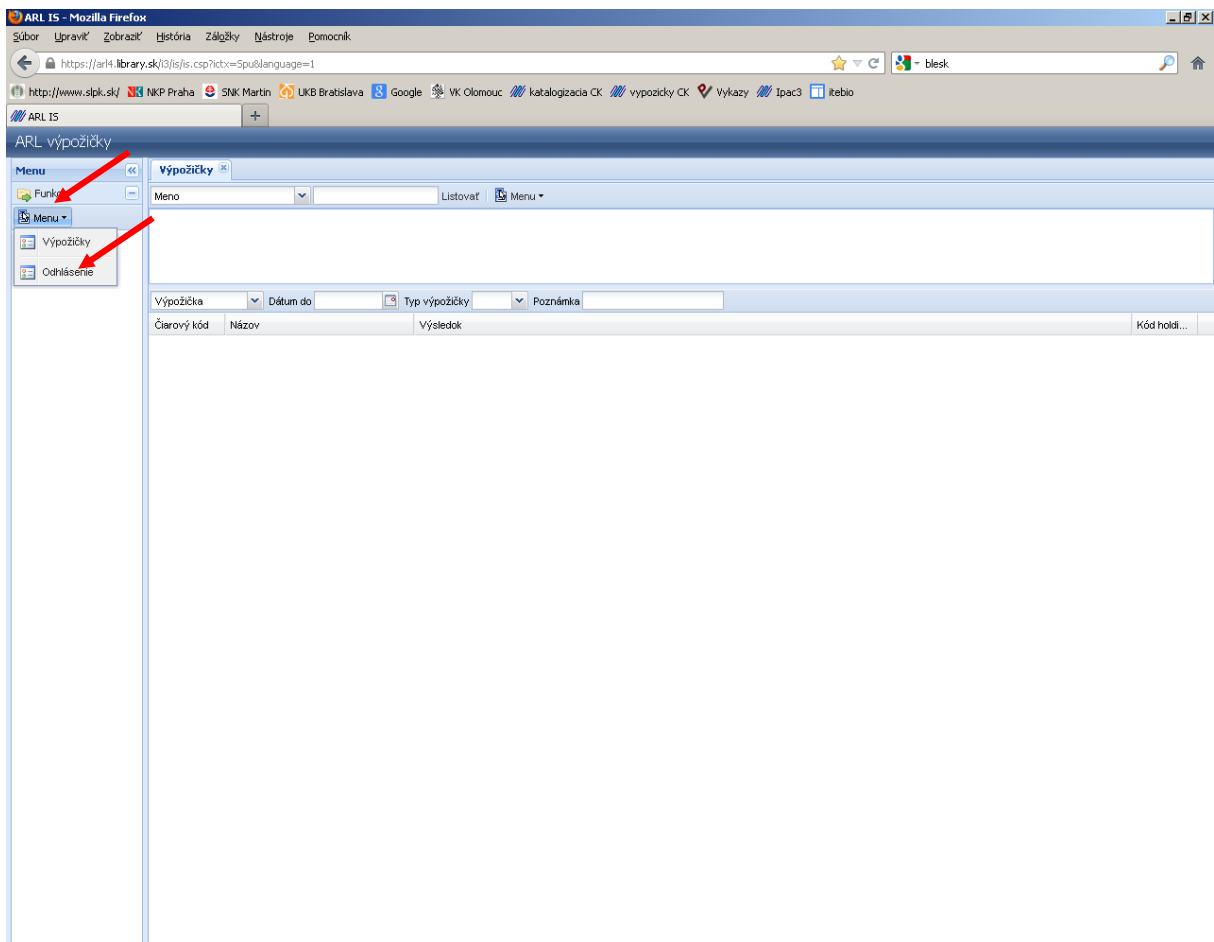 ARL IS - Mozilla Firefox
Súbor Upraviť Zobraziť História Záložky Nástroje Pomocník
https://arl4.library.sk/i3/is/is.csp?ictx=Spu&language=1 blesk
http://www.slpk.sk/ NKP Praha SNK Martin UKB Bratislava Google VK Olomouc katalogizacia CK vypozicky CK Vykazy Ipac3 itebio
ARL IS +
ARL výpožičky
Menu Výpožičky
Meno Listovať Menu
Menu
Výpožičky
Odhlásenie
Výpožička Dátum do Typ výpožičky Poznámka
Čiarový kód Názov Výsledok Kód holdi...